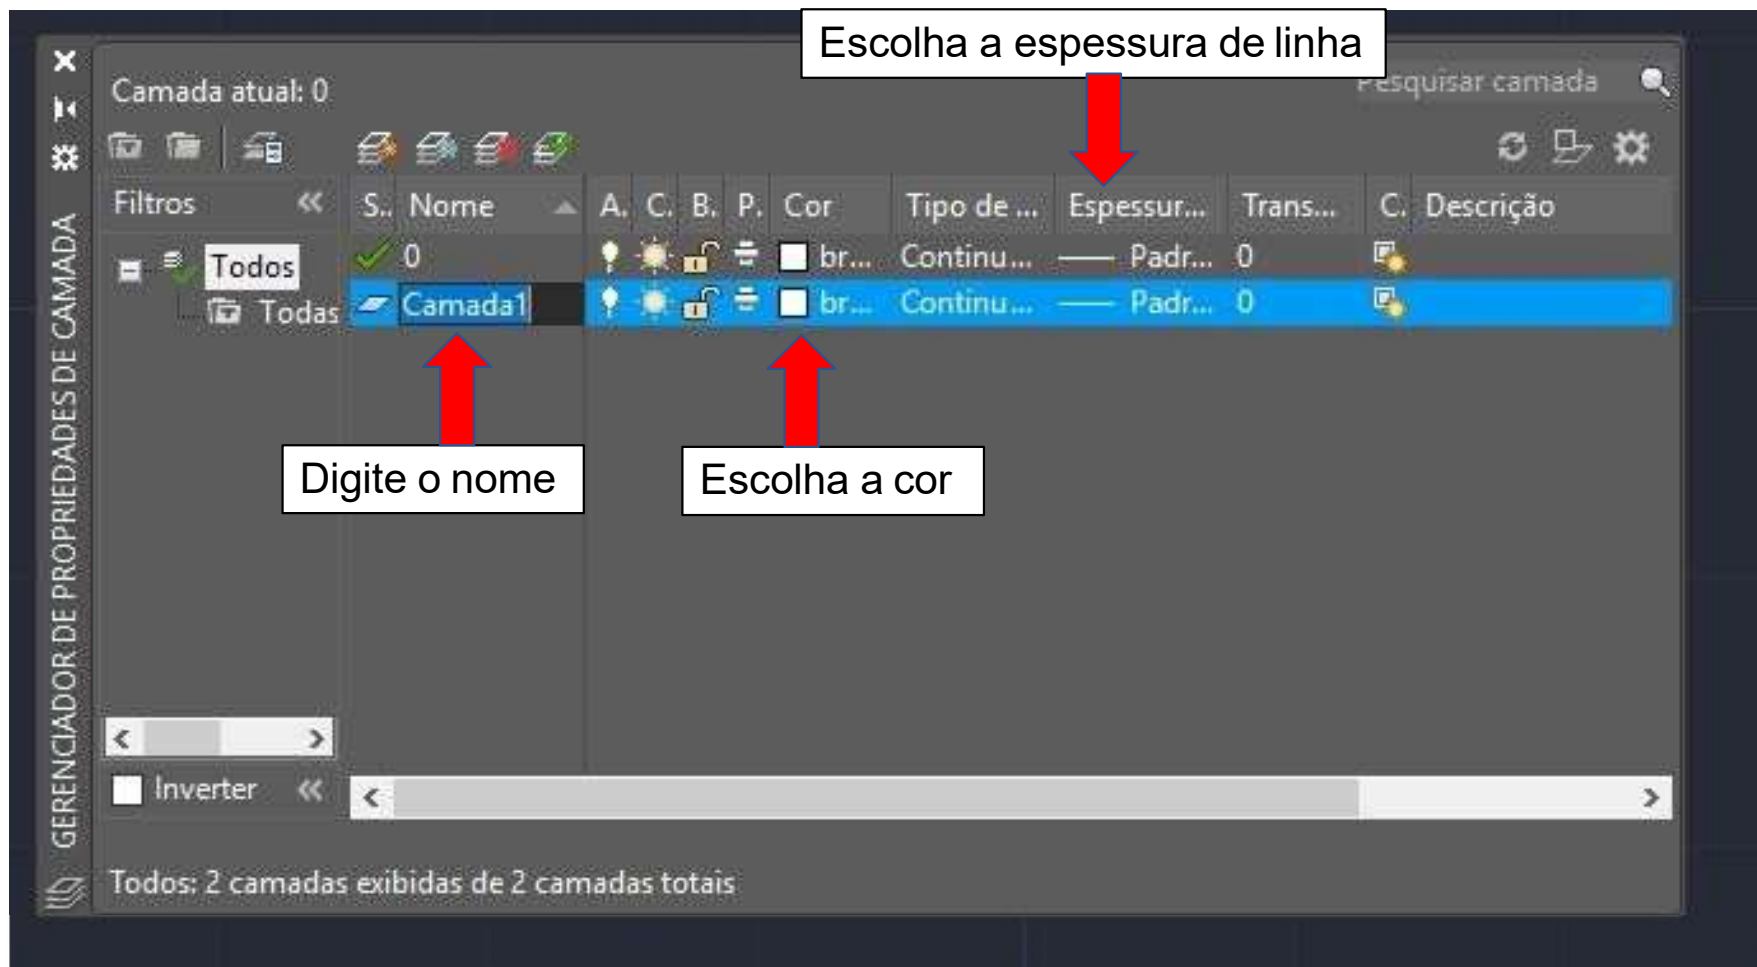 Escolha a espessura de linha
Camada atual: 0
Pesquisar camada
Filtros S.. Nome A. C. B. P. Cor Tipo de ... Espessur... Trans... C. Descrição
Todos 0 br... Continu... Padr... 0
Todas Camada1 br... Continu... Padr... 0
Digite o nome
Escolha a cor
GERENCIADOR DE PROPRIEDADES DE CAMADA
Inverter
Todos: 2 camadas exibidas de 2 camadas totais